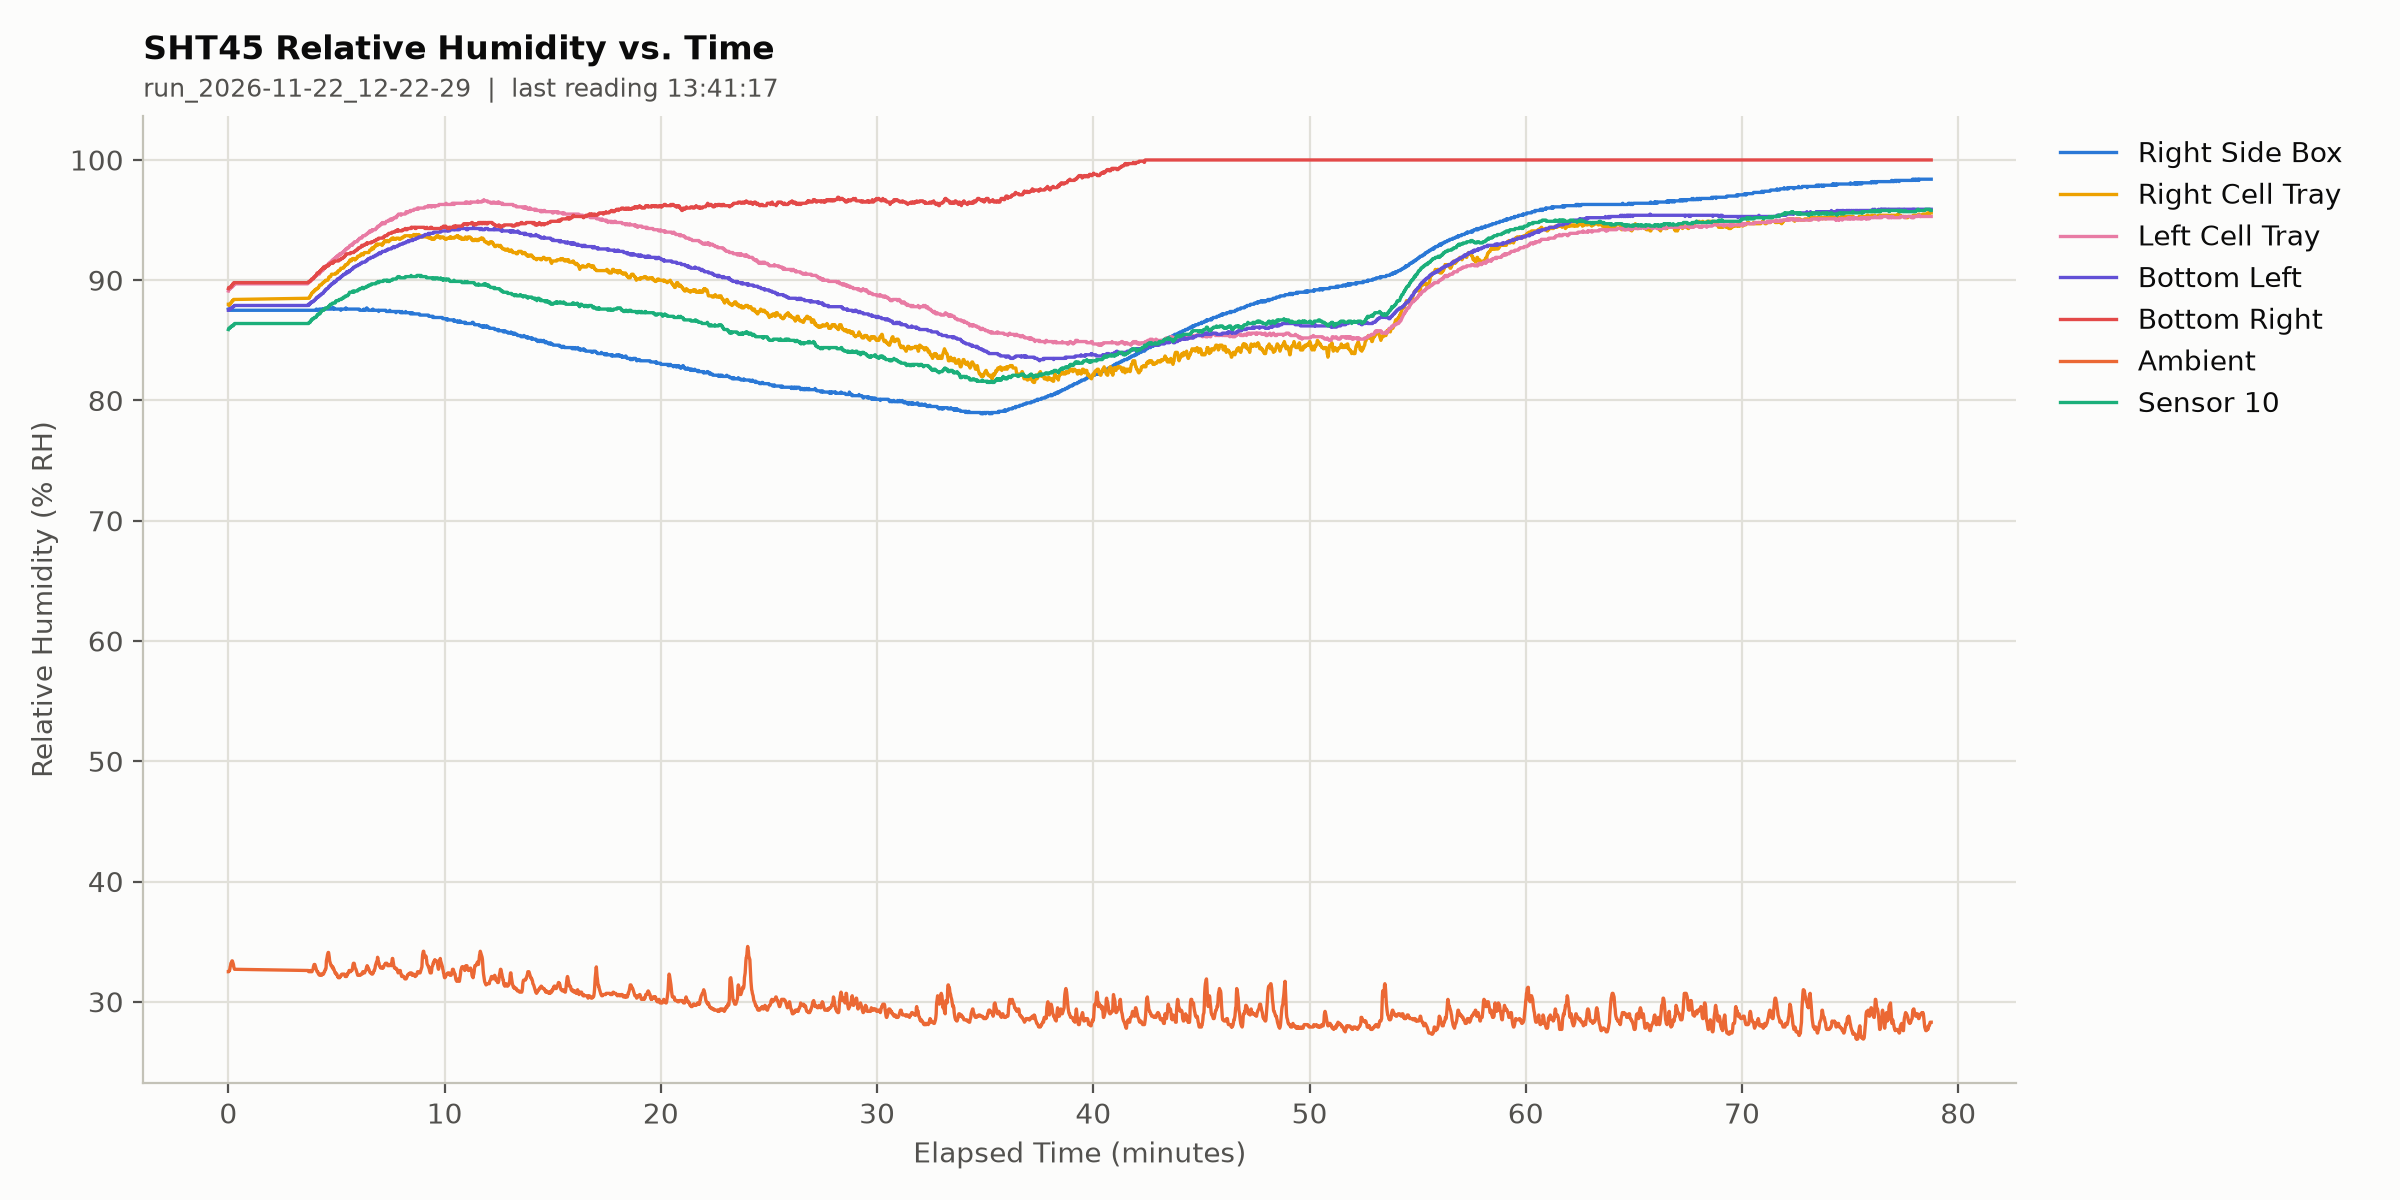 SHT45 Relative Humidity vs. Time
run_2026-11-22_12-22-29 | last reading 13:41:17
Relative Humidity (% RH)
100
90
80
70
60
50
40
30
0
10
20
30
40
50
60
70
80
Elapsed Time (minutes)
Right Side Box
Right Cell Tray
Left Cell Tray
Bottom Left
Bottom Right
Ambient
Sensor 10